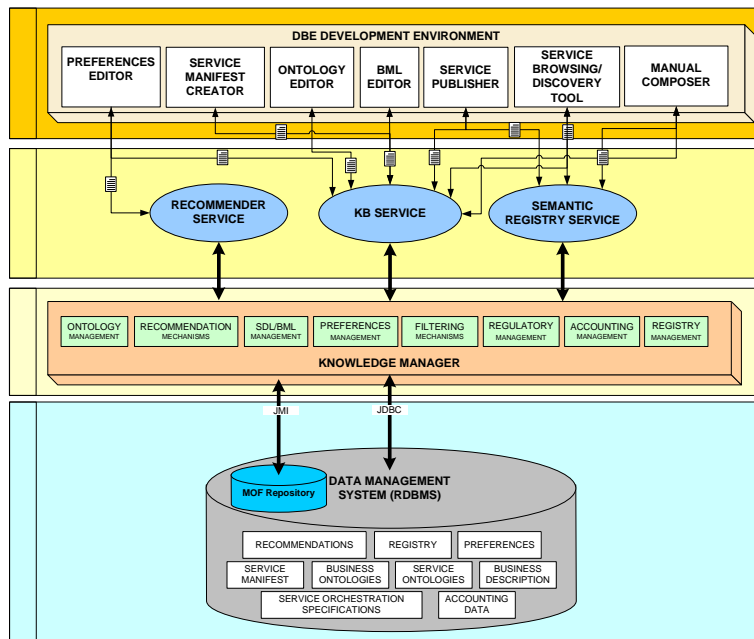 DBE DEVELOPMENT ENVIRONMENT
PREFERENCES
EDITOR
SERVICE
MANIFEST
CREATOR
ONTOLOGY
EDITOR
BML
EDITOR
SERVICE
PUBLISHER
SERVICE
BROWSING/
DISCOVERY
TOOL
MANUAL
COMPOSER
RECOMMENDER
SERVICE
KB SERVICE
SEMANTIC
REGISTRY SERVICE
ONTOLOGY
MANAGEMENT
RECOMMENDATION
MECHANISMS
SDL/BML
MANAGEMENT
PREFERENCES
MANAGEMENT
FILTERING
MECHANISMS
REGULATORY
MANAGEMENT
ACCOUNTING
MANAGEMENT
REGISTRY
MANAGEMENT
KNOWLEDGE MANAGER
JMI
JDBC
DATA MANAGEMENT
SYSTEM (RDBMS)
MOF Repository
RECOMMENDATIONS
REGISTRY
PREFERENCES
SERVICE
MANIFEST
BUSINESS
ONTOLOGIES
SERVICE
ONTOLOGIES
BUSINESS
DESCRIPTION
SERVICE ORCHESTRATION
SPECIFICATIONS
ACCOUNTING
DATA